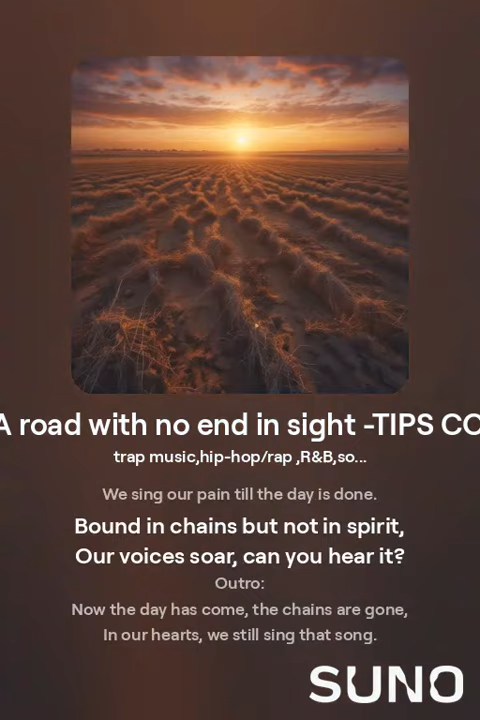 A road with no end in sight -TIPS CO
trap music,hip-hop/rap ,R&B,so...
We sing our pain till the day is done.
Bound in chains but not in spirit,
Our voices soar, can you hear it?
Outro:
Now the day has come, the chains are gone,
In our hearts, we still sing that song.
SUNO